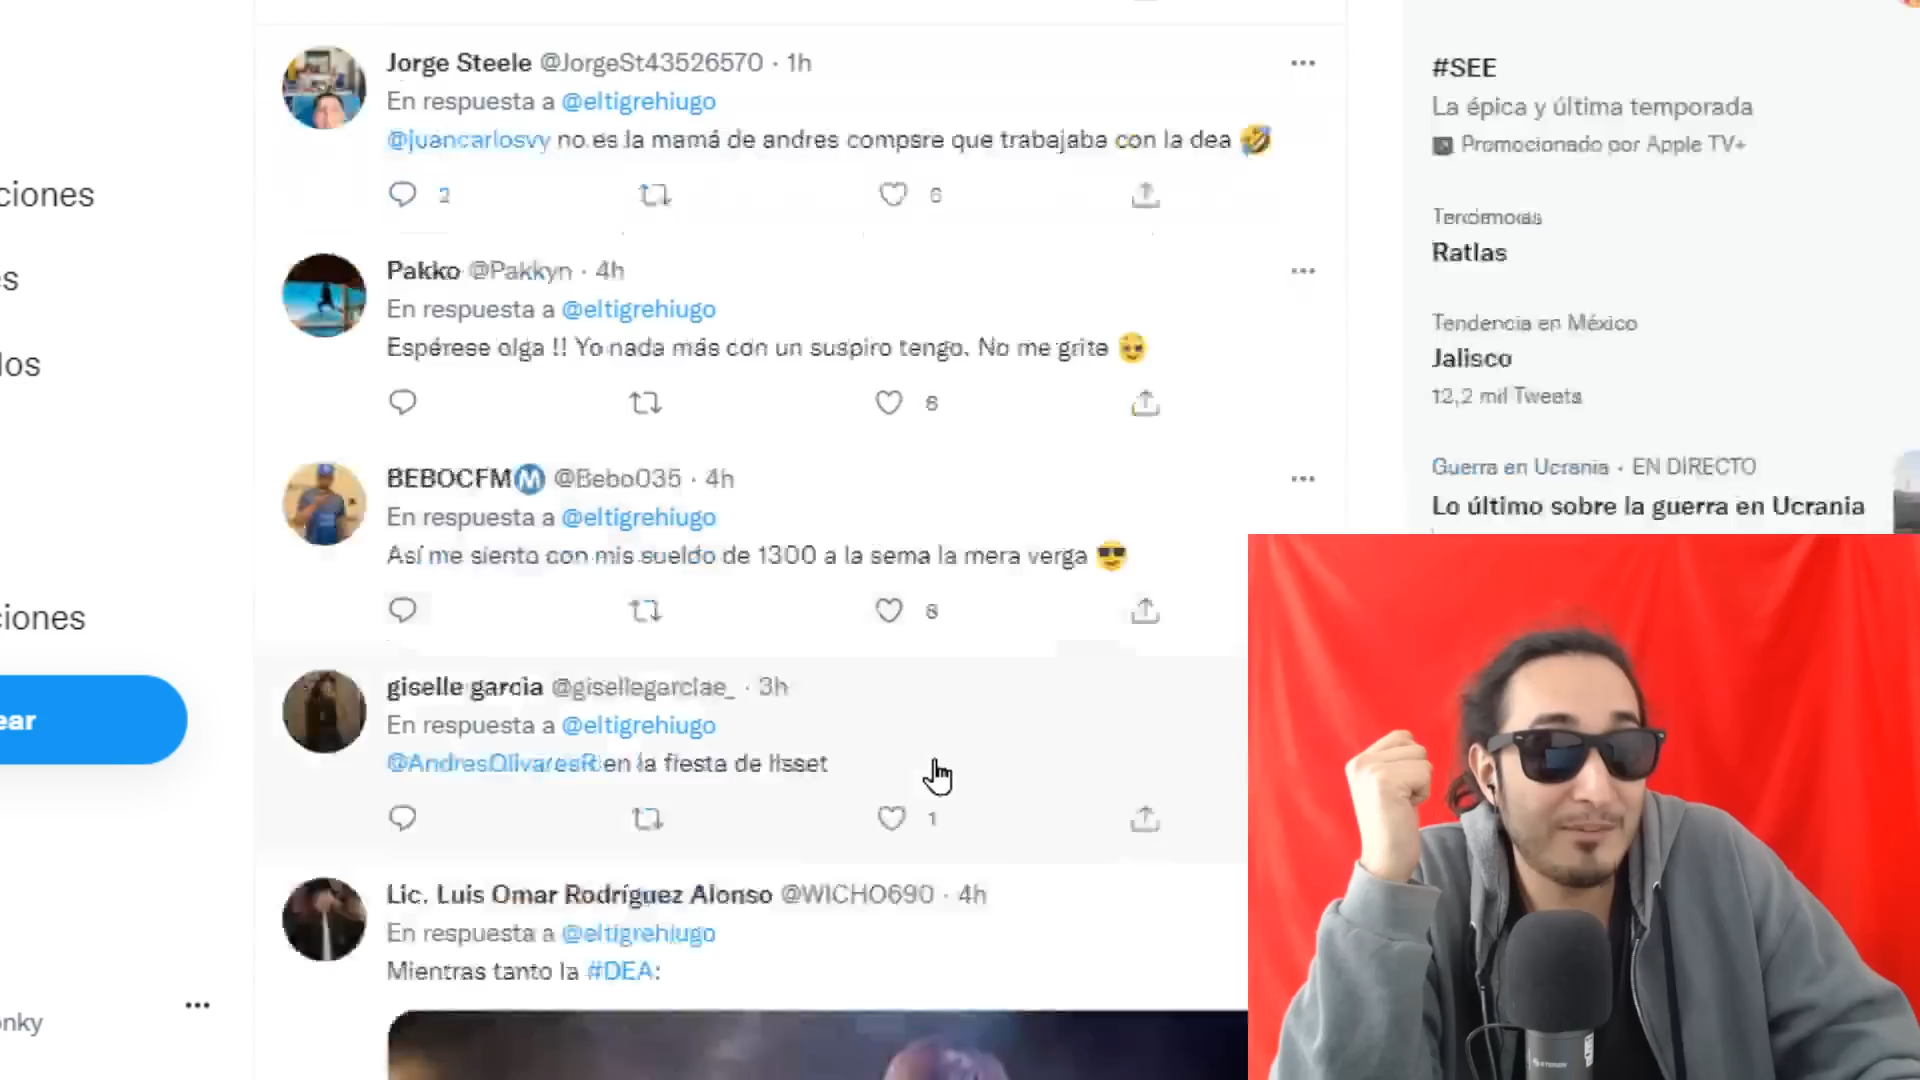 Jorge Steele @JorgeSt43526570 · 1h
En respuesta a @eltigrehiugo
@juancarlosvy no es la mamá de andres compare que trabajaba con la dea 🤣
2 6
Pakko @Pakkyn · 4h
En respuesta a @eltigrehiugo
Espérese olga !! Yo nada más con un suspiro tengo. No me grite
6
BEBOCFM Ⓜ @Bebo035 · 4h
En respuesta a @eltigrehiugo
Así me siento con mis sueldo de 1300 a la sema la mera verga 😎
6
giselle garcia @gisellegarciae_ · 3h
En respuesta a @eltigrehiugo
@AndresOlivaresR en la fiesta de lisset
1
Lic. Luis Omar Rodríguez Alonso @WICHO690 · 4h
En respuesta a @eltigrehiugo
Mientras tanto la #DEA:
ciones
s
los
ciones
ear
onky
#SEE
La épica y última temporada
Promocionado por Apple TV+
Ratlas
Tendencia en México
Jalisco
12,2 mil Tweets
Guerra en Ucrania · EN DIRECTO
Lo último sobre la guerra en Ucrania